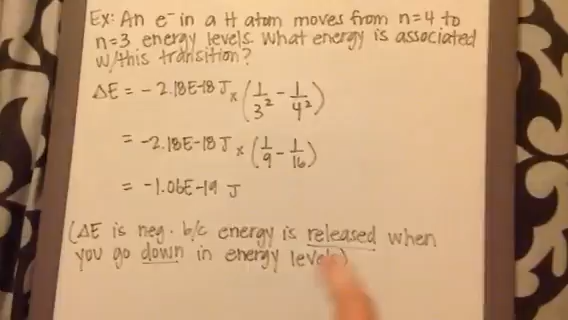 Ex: An e⁻ in a H atom moves from n=4 to
n=3 energy levels. What energy is associated
w/this transition?
ΔE = -2.18E-18 J × (1/3² - 1/4²)
= -2.18E-18 J × (1/9 - 1/16)
= -1.06E-19 J
(ΔE is neg. b/c energy is released when
you go down in energy levels)